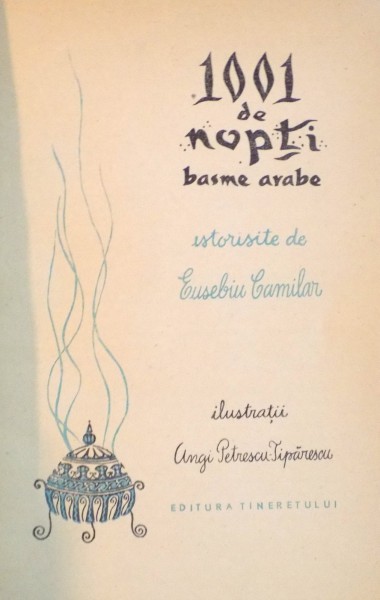 1001
de
nopți
basme arabe
istorisite de
Eusebiu Camilar
ilustrații
Angi Petrescu-Tipărescu
EDITURA TINERETULUI